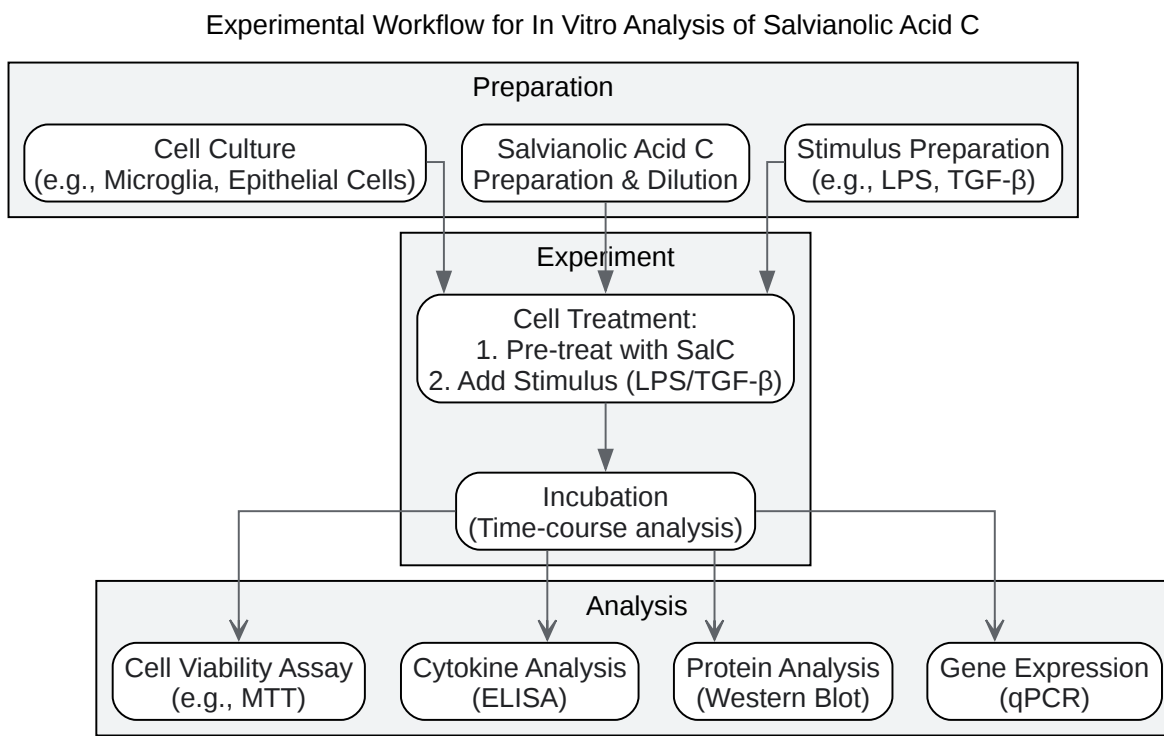 Experimental Workflow for In Vitro Analysis of Salvianolic Acid C
Preparation
Cell Culture
(e.g., Microglia, Epithelial Cells)
Salvianolic Acid C
Preparation & Dilution
Stimulus Preparation
(e.g., LPS, TGF-β)
Experiment
Cell Treatment:
1. Pre-treat with SalC
2. Add Stimulus (LPS/TGF-β)
Incubation
(Time-course analysis)
Analysis
Cell Viability Assay
(e.g., MTT)
Cytokine Analysis
(ELISA)
Protein Analysis
(Western Blot)
Gene Expression
(qPCR)